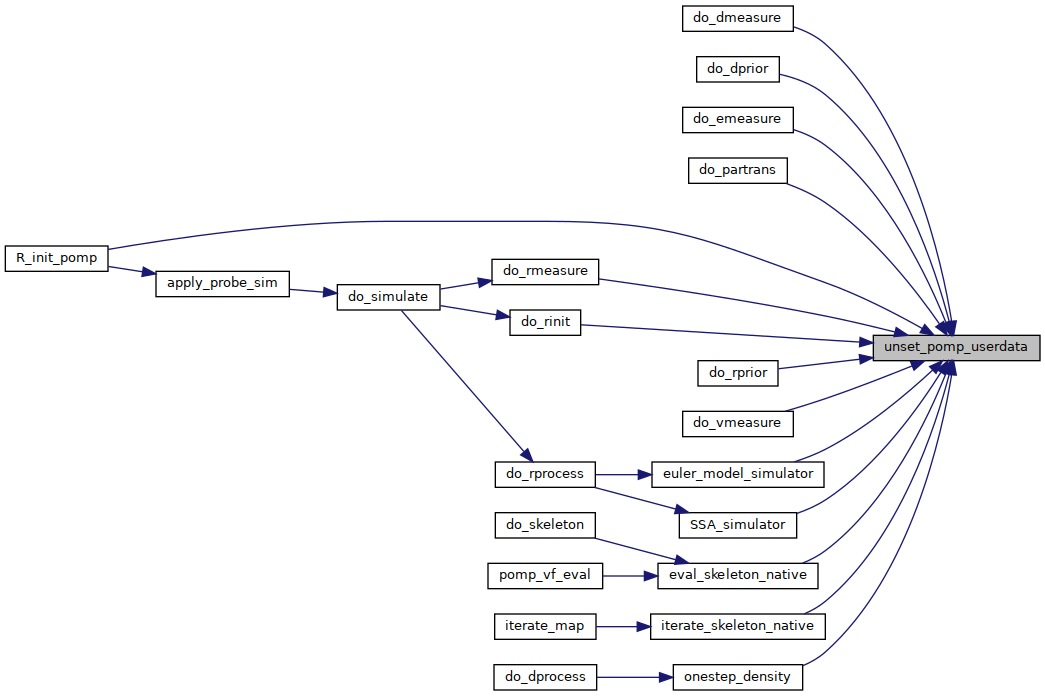 do_dmeasure
do_dprior
do_emeasure
do_partrans
R_init_pomp
apply_probe_sim
do_simulate
do_rmeasure
do_rinit
unset_pomp_userdata
do_rprior
do_vmeasure
do_rprocess
euler_model_simulator
SSA_simulator
do_skeleton
eval_skeleton_native
pomp_vf_eval
iterate_map
iterate_skeleton_native
do_dprocess
onestep_density